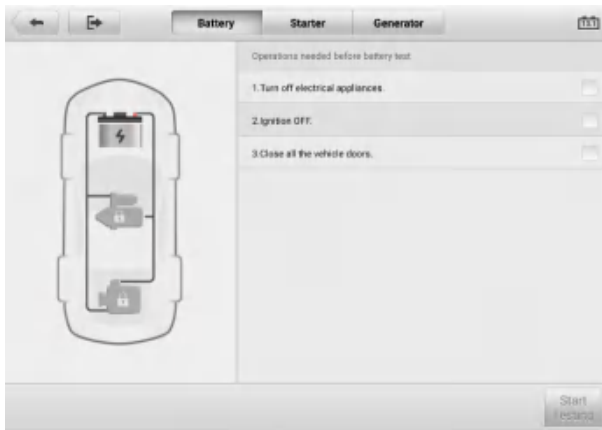 Battery
Starter
Generator
Operations needed before battery test
1.Turn off electrical appliances.
2.Ignition OFF.
3.Close all the vehicle doors.
Start
Testing